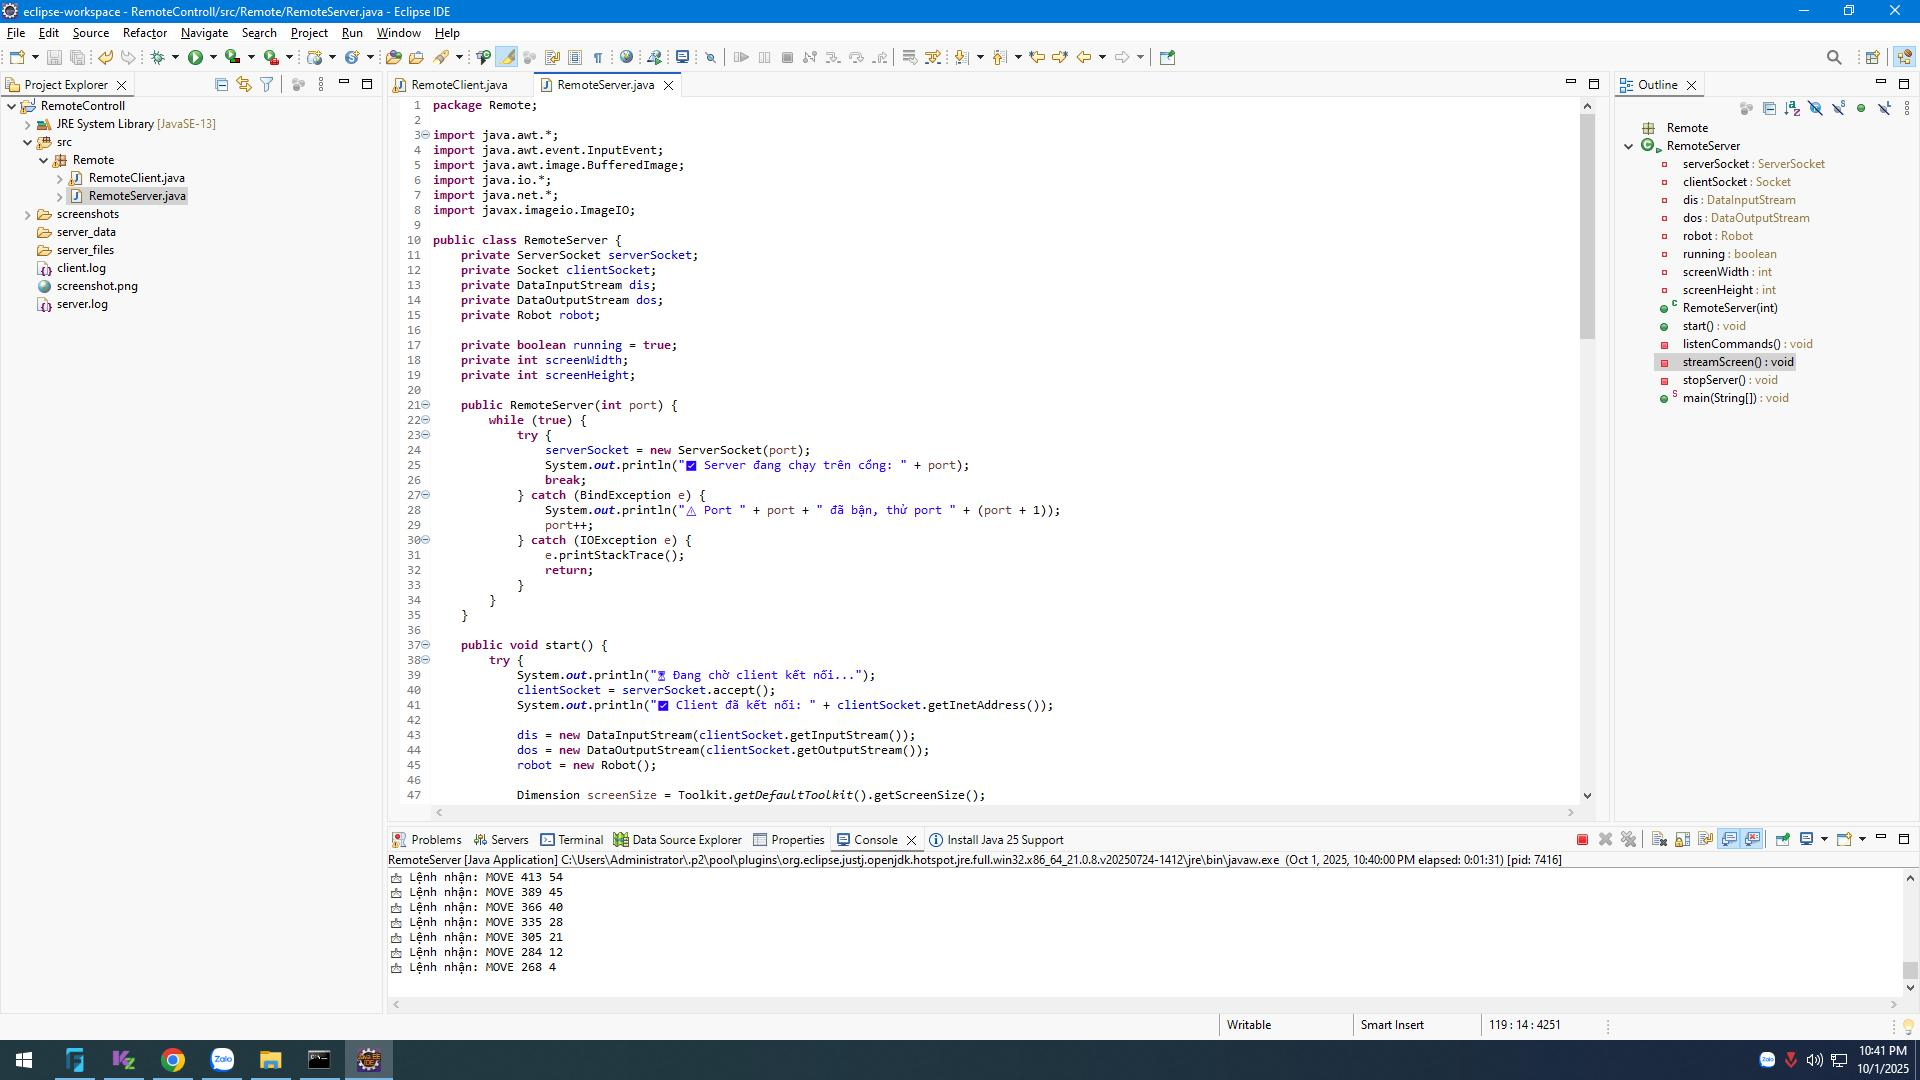 eclipse-workspace - RemoteControll/src/Remote/RemoteServer.java - Eclipse IDE
File Edit Source Refactor Navigate Search Project Run Window Help
Project Explorer
RemoteControll
JRE System Library [JavaSE-13]
src
Remote
RemoteClient.java
RemoteServer.java
screenshots
server_data
server_files
client.log
screenshot.png
server.log
RemoteClient.java RemoteServer.java
1 package Remote;
2
3 import java.awt.*;
4 import java.awt.event.InputEvent;
5 import java.awt.image.BufferedImage;
6 import java.io.*;
7 import java.net.*;
8 import javax.imageio.ImageIO;
9
10 public class RemoteServer {
11     private ServerSocket serverSocket;
12     private Socket clientSocket;
13     private DataInputStream dis;
14     private DataOutputStream dos;
15     private Robot robot;
16
17     private boolean running = true;
18     private int screenWidth;
19     private int screenHeight;
20
21     public RemoteServer(int port) {
22         while (true) {
23             try {
24                 serverSocket = new ServerSocket(port);
25                 System.out.println("✅ Server đang chạy trên cổng: " + port);
26                 break;
27             } catch (BindException e) {
28                 System.out.println("⚠ Port " + port + " đã bận, thử port " + (port + 1));
29                 port++;
30             } catch (IOException e) {
31                 e.printStackTrace();
32                 return;
33             }
34         }
35     }
36
37     public void start() {
38         try {
39             System.out.println("⏳ Đang chờ client kết nối...");
40             clientSocket = serverSocket.accept();
41             System.out.println("✅ Client đã kết nối: " + clientSocket.getInetAddress());
42
43             dis = new DataInputStream(clientSocket.getInputStream());
44             dos = new DataOutputStream(clientSocket.getOutputStream());
45             robot = new Robot();
46
47             Dimension screenSize = Toolkit.getDefaultToolkit().getScreenSize();
Outline
Remote
RemoteServer
serverSocket : ServerSocket
clientSocket : Socket
dis : DataInputStream
dos : DataOutputStream
robot : Robot
running : boolean
screenWidth : int
screenHeight : int
RemoteServer(int)
start() : void
listenCommands() : void
streamScreen() : void
stopServer() : void
main(String[]) : void
Problems Servers Terminal Data Source Explorer Properties Console Install Java 25 Support
RemoteServer [Java Application] C:\Users\Administrator\.p2\pool\plugins\org.eclipse.justj.openjdk.hotspot.jre.full.win32.x86_64_21.0.8.v20250724-1412\jre\bin\javaw.exe (Oct 1, 2025, 10:40:00 PM elapsed: 0:01:31) [pid: 7416]
Lệnh nhận: MOVE 413 54
Lệnh nhận: MOVE 389 45
Lệnh nhận: MOVE 366 40
Lệnh nhận: MOVE 335 28
Lệnh nhận: MOVE 305 21
Lệnh nhận: MOVE 284 12
Lệnh nhận: MOVE 268 4
Writable Smart Insert 119 : 14 : 4251
Zalo
10:41 PM
10/1/2025